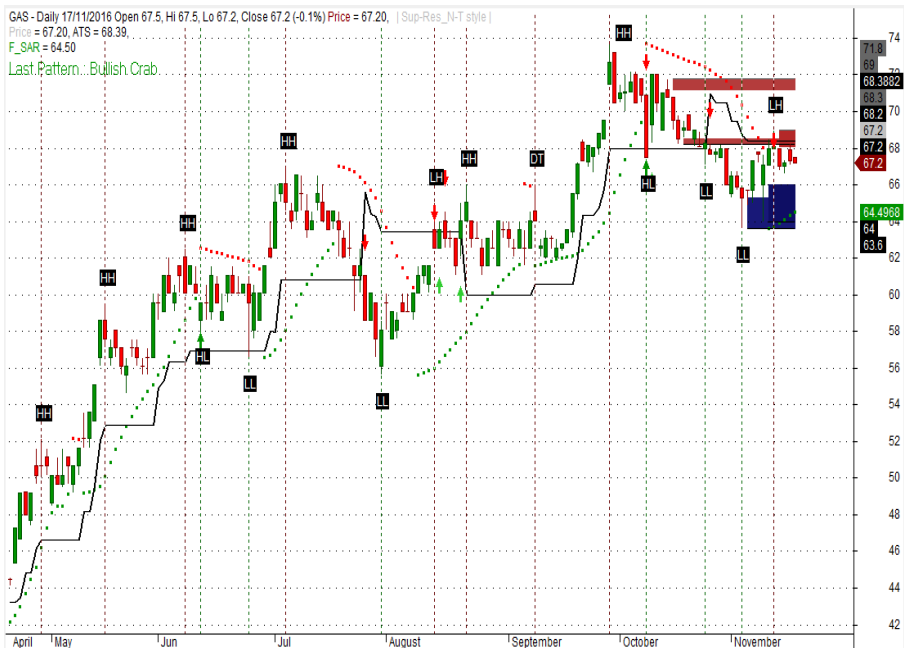 GAS - Daily 17/11/2016 Open 67.5, Hi 67.5, Lo 67.2, Close 67.2 (-0.1%) Price = 67.20, | Sup-Res_N-T style |
Price = 67.20, ATS = 68.39,
F_SAR = 64.50
Last Pattern : Bullish Crab
HH
HH
HH
HL
LL
HH
LL
LH
HH
DT
HH
HL
LL
LL
LH
74
71.8
69
68.3882
70
68.3
68.2
67.2
68
67.2
67.2
66
64.4968
64
63.6
62
60
58
56
54
52
50
48
46
44
42
April May Jun Jul August September October November